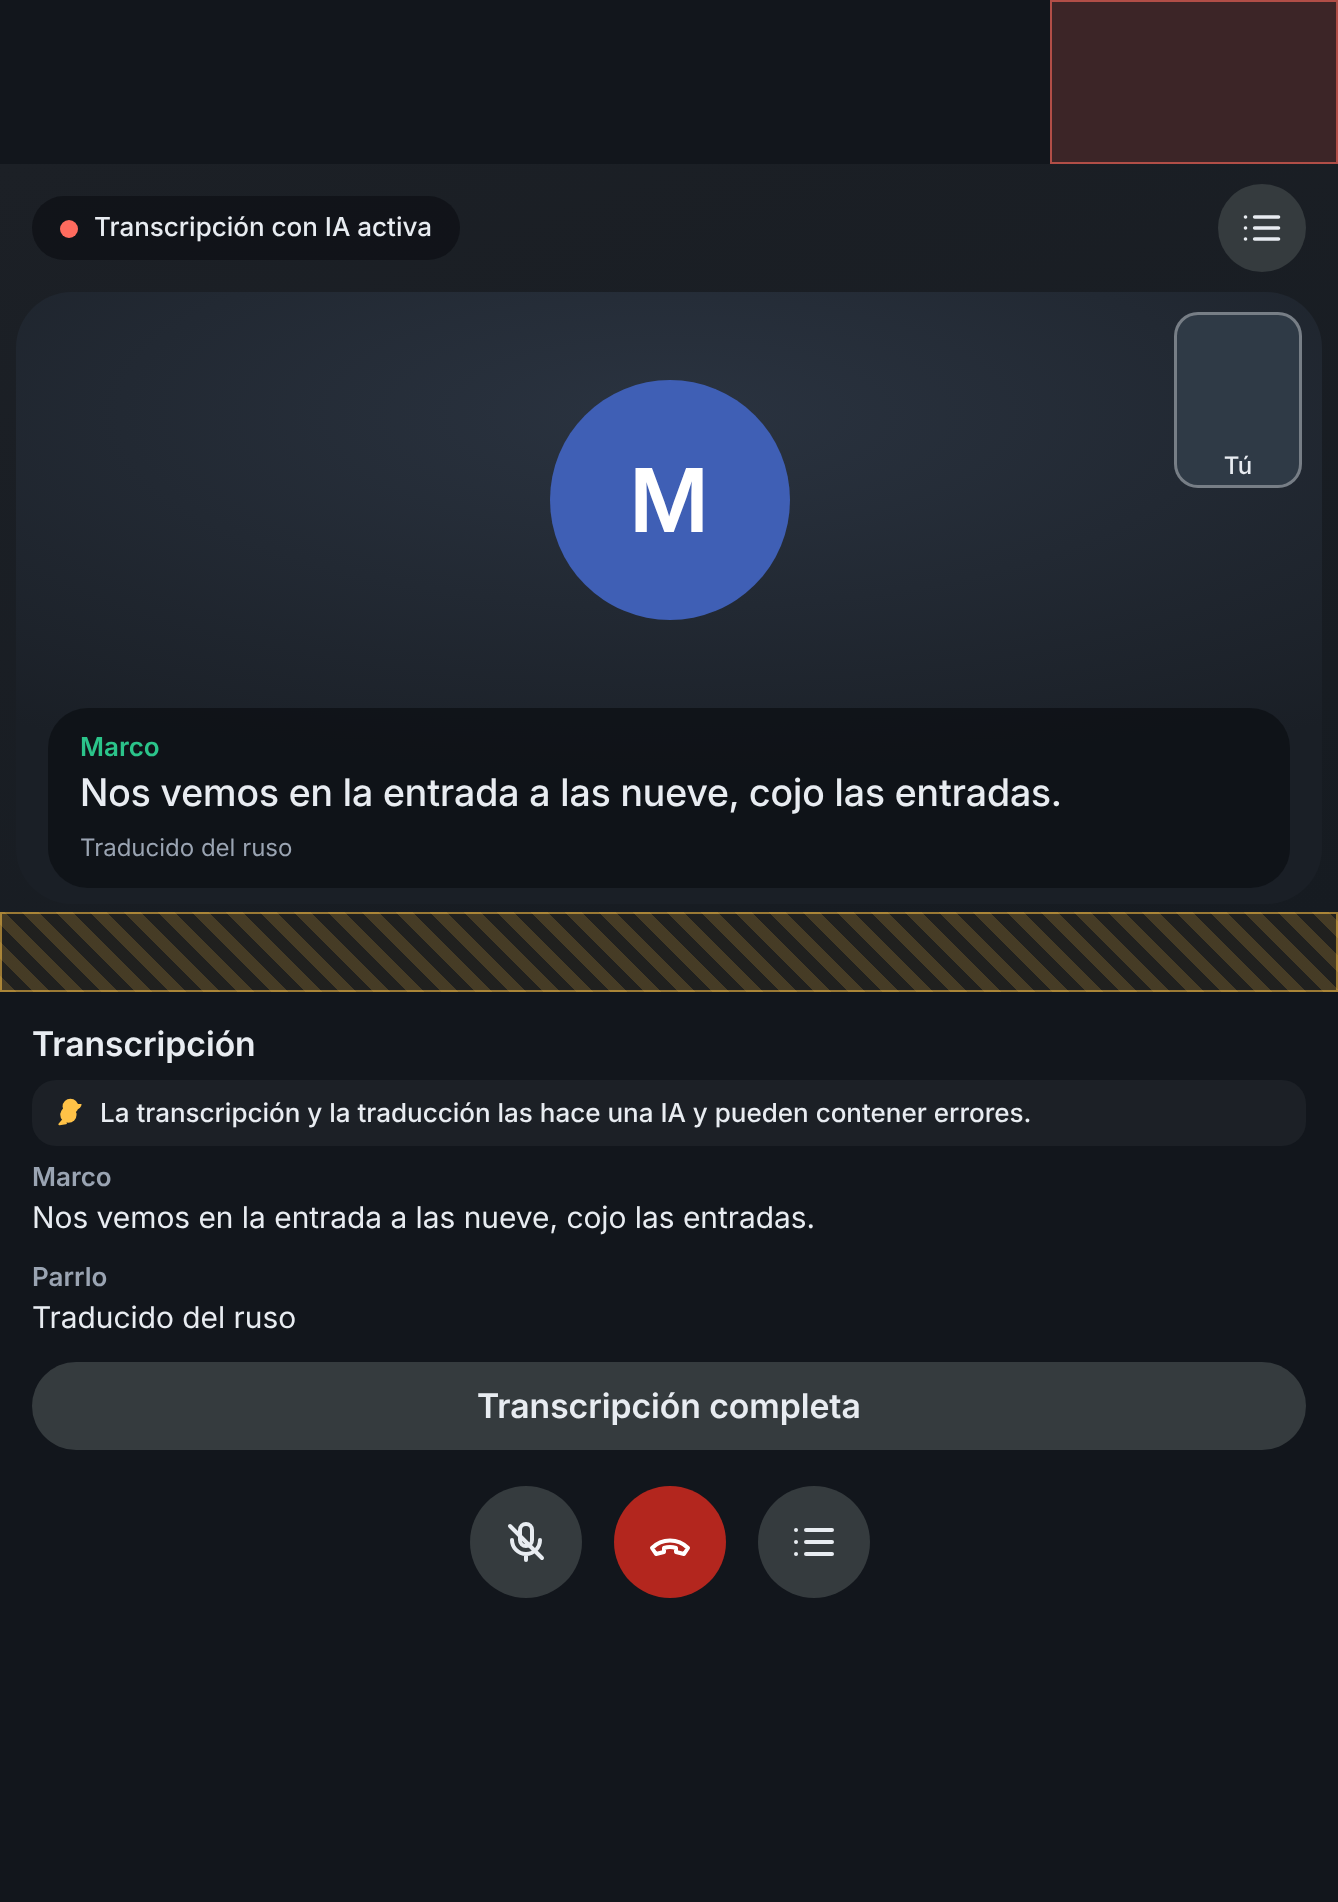 Transcripción con IA activa
M
Tú
Marco
Nos vemos en la entrada a las nueve, cojo las entradas.
Traducido del ruso
Transcripción
La transcripción y la traducción las hace una IA y pueden contener errores.
Marco
Nos vemos en la entrada a las nueve, cojo las entradas.
Parrlo
Traducido del ruso
Transcripción completa